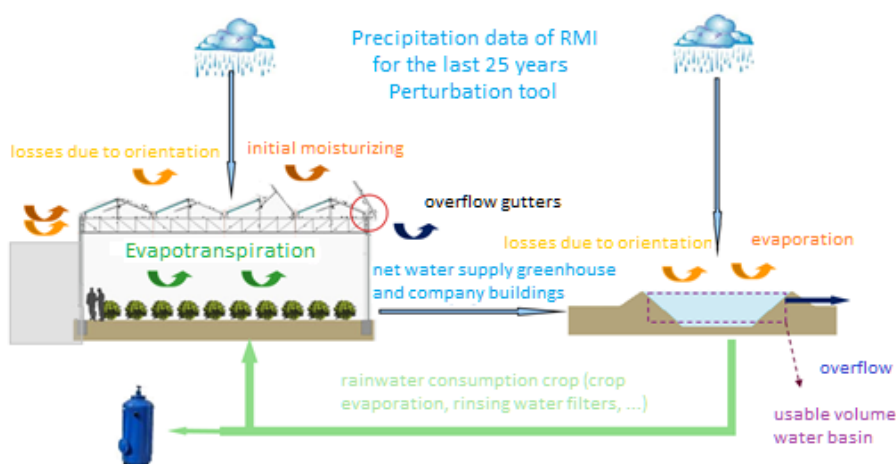 Precipitation data of RMI
for the last 25 years
Perturbation tool
losses due to orientation
initial moisturizing
overflow gutters
Evapotranspiration
losses due to orientation
evaporation
net water supply greenhouse
and company buildings
rainwater consumption crop (crop
evaporation, rinsing water filters, ...)
overflow
usable volume
water basin